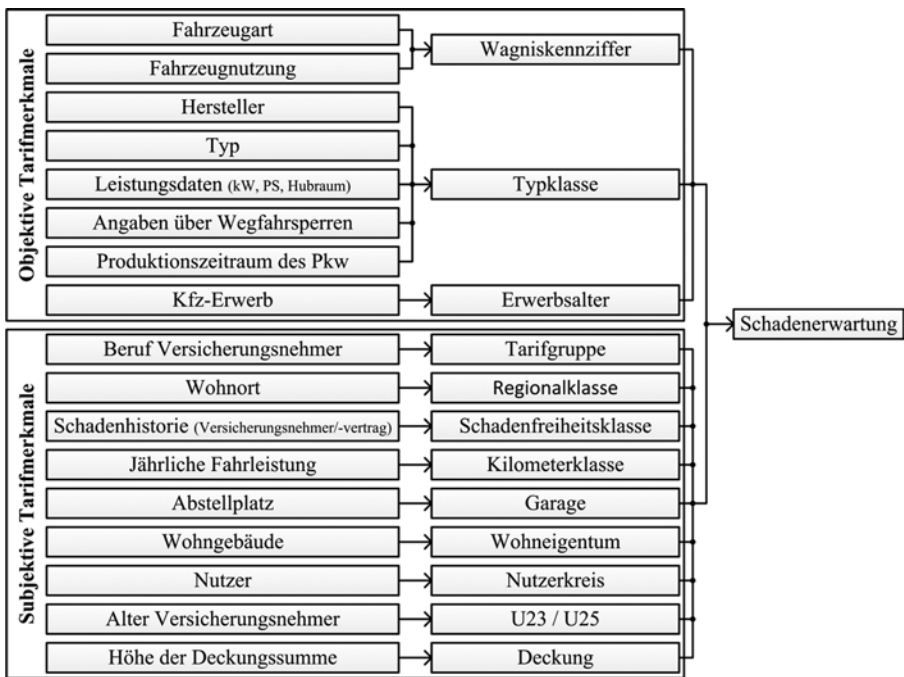 Objektive Tarifmerkmale
Fahrzeugart
Fahrzeugnutzung
Wagniskennziffer
Hersteller
Typ
Leistungsdaten (kW, PS, Hubraum)
Angaben über Wegfahrsperren
Produktionszeitraum des Pkw
Typklasse
Kfz-Erwerb
Erwerbsalter
Subjektive Tarifmerkmale
Beruf Versicherungsnehmer
Tarifgruppe
Wohnort
Regionalklasse
Schadenhistorie (Versicherungsnehmer/-vertrag)
Schadenfreiheitsklasse
Jährliche Fahrleistung
Kilometerklasse
Abstellplatz
Garage
Wohngebäude
Wohneigentum
Nutzer
Nutzerkreis
Alter Versicherungsnehmer
U23 / U25
Höhe der Deckungssumme
Deckung
Schadenerwartung